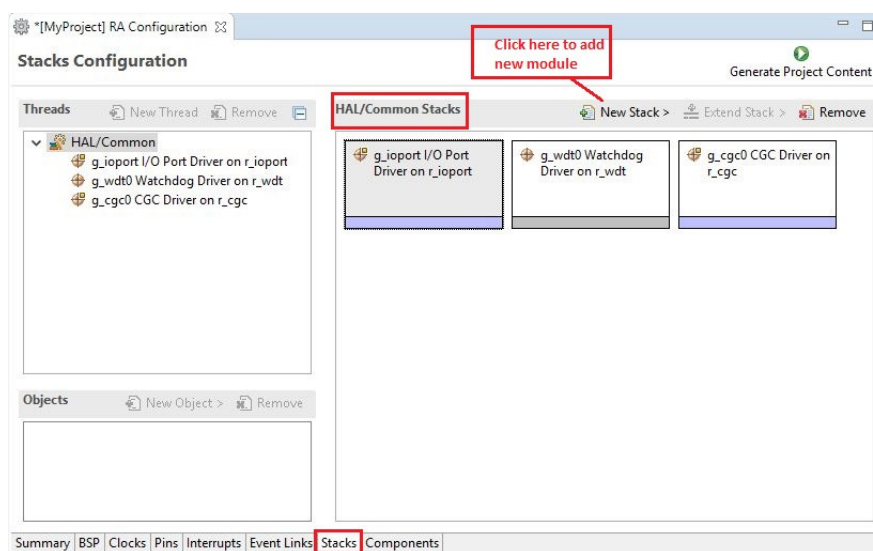 *[MyProject] RA Configuration
Click here to add
new module
Stacks Configuration
Generate Project Content
Threads
New Thread
Remove
HAL/Common Stacks
New Stack >
Extend Stack >
Remove
HAL/Common
g_ioport I/O Port Driver on r_ioport
g_wdt0 Watchdog Driver on r_wdt
g_cgc0 CGC Driver on r_cgc
g_ioport I/O Port
Driver on r_ioport
g_wdt0 Watchdog
Driver on r_wdt
g_cgc0 CGC Driver on
r_cgc
Objects
New Object >
Remove
Summary BSP Clocks Pins Interrupts Event Links Stacks Components